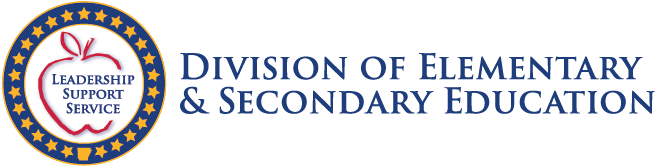 Leadership
Support
Service
Division of Elementary
& Secondary Education